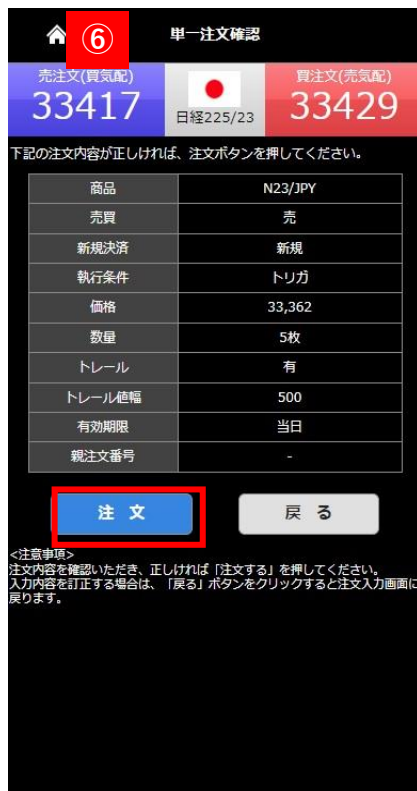 ⑥
単一注文確認
売注文(買気配)
33417
日経225/23
買注文(売気配)
33429
下記の注文内容が正しければ、注文ボタンを押してください。
商品 N23/JPY
売買 売
新規決済 新規
執行条件 トリガ
価格 33,362
数量 5枚
トレール 有
トレール値幅 500
有効期限 当日
親注文番号 -
注 文 戻 る
<注意事項>
注文内容を確認いただき、正しければ「注文する」を押してください。
入力内容を訂正する場合は、「戻る」ボタンをクリックすると注文入力画面に
戻ります。